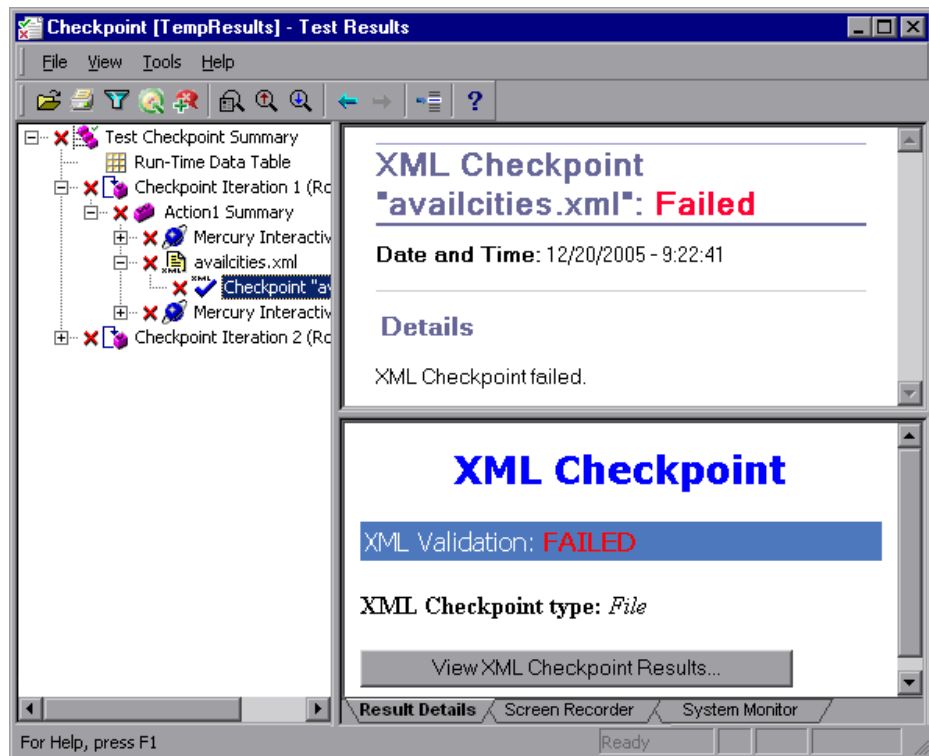 Checkpoint [TempResults] - Test Results
File View Tools Help
?
Test Checkpoint Summary
Run-Time Data Table
Checkpoint Iteration 1 (Ro
Action1 Summary
Mercury Interactiv
XML availcities.xml
XML Checkpoint "av
Mercury Interactiv
Checkpoint Iteration 2 (Ro
XML Checkpoint
"availcities.xml": Failed
Date and Time: 12/20/2005 - 9:22:41
Details
XML Checkpoint failed.
XML Checkpoint
XML Validation: FAILED
XML Checkpoint type: File
View XML Checkpoint Results...
Result Details Screen Recorder System Monitor
For Help, press F1
Ready